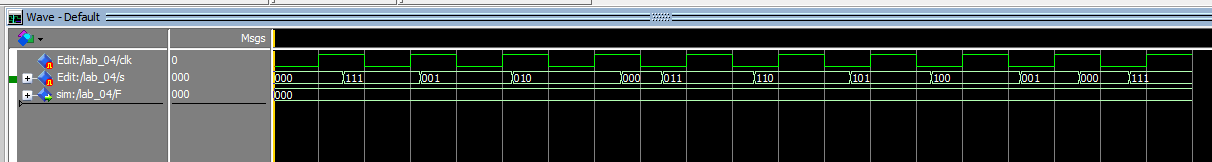 Wave - Default
Msgs
Edit:/lab_04/clk 0
Edit:/lab_04/s 000 000 111 001 010 000 011 110 101 100 001 000 111
sim:/lab_04/F 000 000